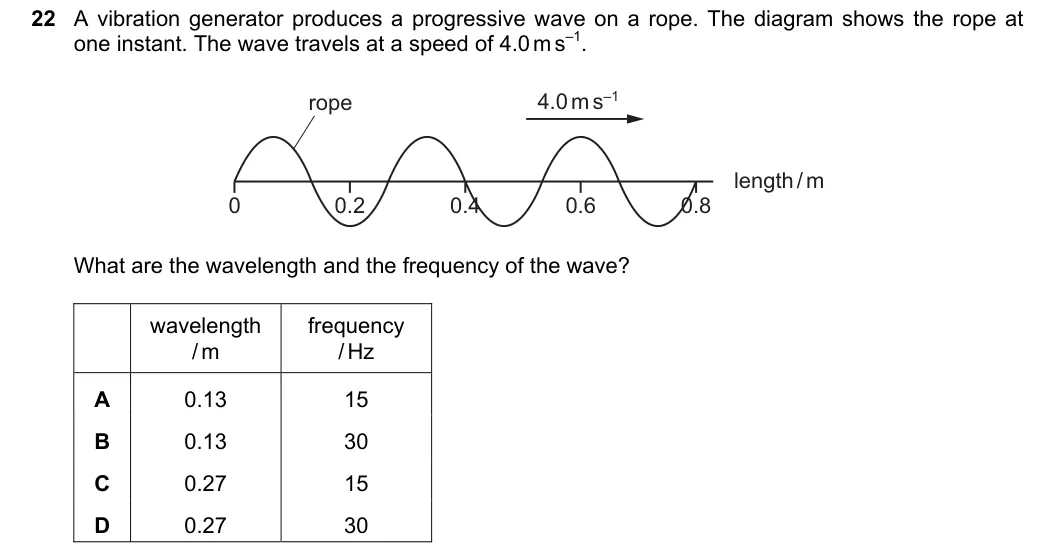 22 A vibration generator produces a progressive wave on a rope. The diagram shows the rope at
one instant. The wave travels at a speed of 4.0 m s⁻¹.
rope
4.0 m s⁻¹
length / m
0 0.2 0.4 0.6 0.8
What are the wavelength and the frequency of the wave?
wavelength frequency
/ m / Hz
A 0.13 15
B 0.13 30
C 0.27 15
D 0.27 30